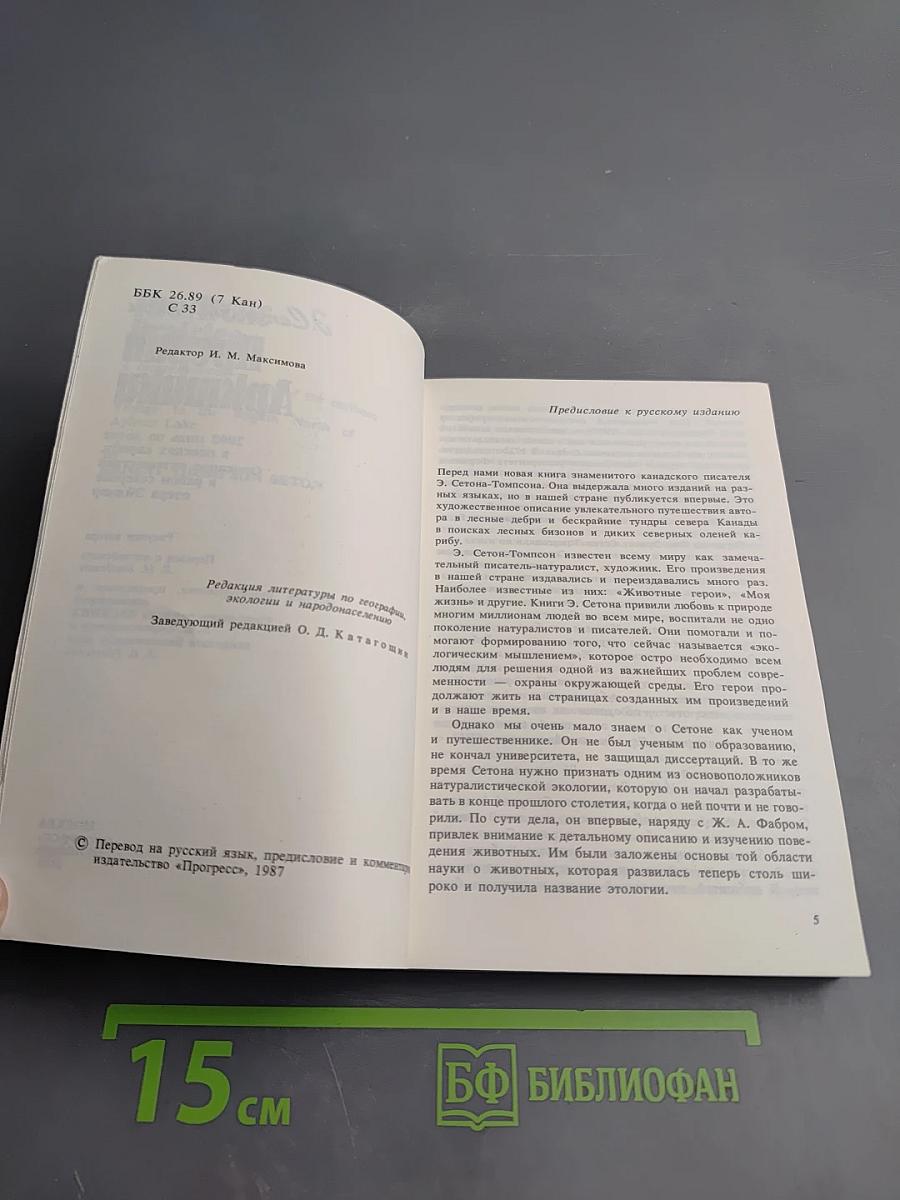 ББК 26.89 (7 Кан)
С 33
Редактор И. М. Максимова
Редакция литературы по географии,
экологии и народонаселению
Заведующий редакцией О. Д. Катагощин
© Перевод на русский язык, предисловие и комментарии
издательство «Прогресс», 1987
Предисловие к русскому изданию
Перед нами новая книга знаменитого канадского писателя
Э. Сетона-Томпсона. Она выдержала много изданий на раз-
ных языках, но в нашей стране публикуется впервые. Это
художественное описание увлекательного путешествия авто-
ра в лесные дебри и бескрайние тундры севера Канады
в поисках лесных бизонов и диких северных оленей ка-
рибу.
Э. Сетон-Томпсон известен всему миру как замеча-
тельный писатель-натуралист, художник. Его произведения
в нашей стране издавались и переиздавались много раз.
Наиболее известные из них: «Животные герои», «Моя
жизнь» и другие. Книги Э. Сетона привили любовь к природе
многим миллионам людей во всем мире, воспитали не одно
поколение натуралистов и писателей. Они помогали и по-
могают формированию того, что сейчас называется «эко-
логическим мышлением», которое остро необходимо всем
людям для решения одной из важнейших проблем совре-
менности — охраны окружающей среды. Его герои про-
должают жить на страницах созданных им произведений
и в наше время.
Однако мы очень мало знаем о Сетоне как ученом
и путешественнике. Он не был ученым по образованию,
не кончал университета, не защищал диссертаций. В то же
время Сетона нужно признать одним из основоположников
натуралистической экологии, которую он начал разрабаты-
вать в конце прошлого столетия, когда о ней почти и не гово-
рили. По сути дела, он впервые, наряду с Ж. А. Фабром,
привлек внимание к детальному описанию и изучению пове-
дения животных. Им были заложены основы той области
науки о животных, которая развилась теперь столь ши-
роко и получила название этологии.
5
15 см
БФ БИБЛИОФАН